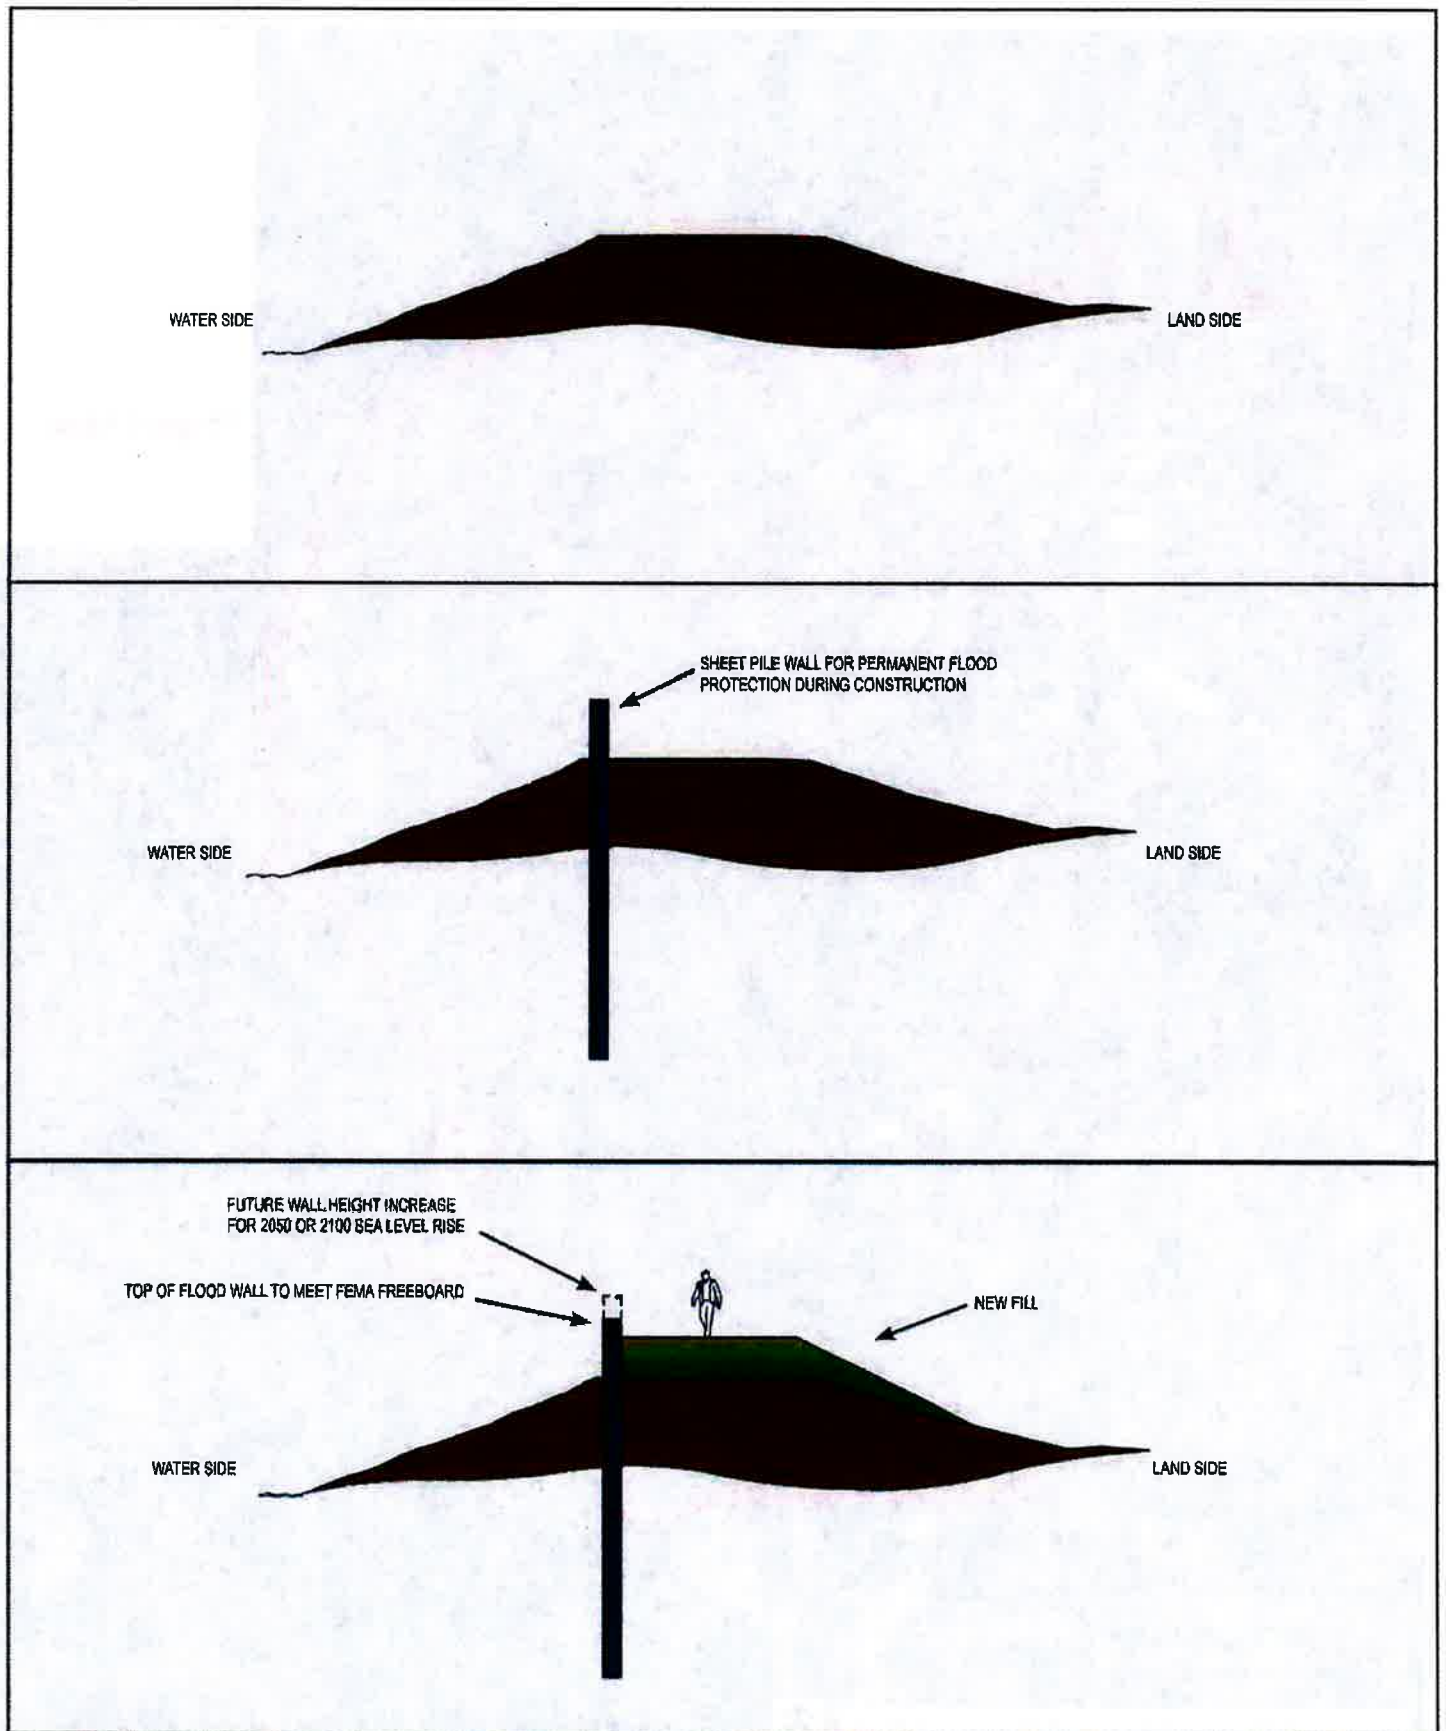 WATER SIDE
LAND SIDE
SHEET PILE WALL FOR PERMANENT FLOOD
PROTECTION DURING CONSTRUCTION
WATER SIDE
LAND SIDE
FUTURE WALL HEIGHT INCREASE
FOR 2050 OR 2100 SEA LEVEL RISE
TOP OF FLOOD WALL TO MEET FEMA FREEBOARD
NEW FILL
WATER SIDE
LAND SIDE